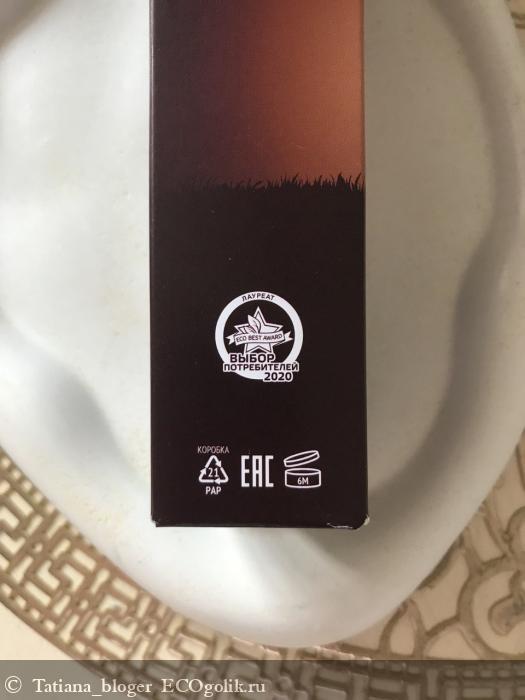 ЛАУРЕАТ
ECO BEST AWARD
ВЫБОР
ПОТРЕБИТЕЛЕЙ
2020
КОРОБКА
21
PAP
EAC
6M
© Tatiana_bloger ECOgolik.ru